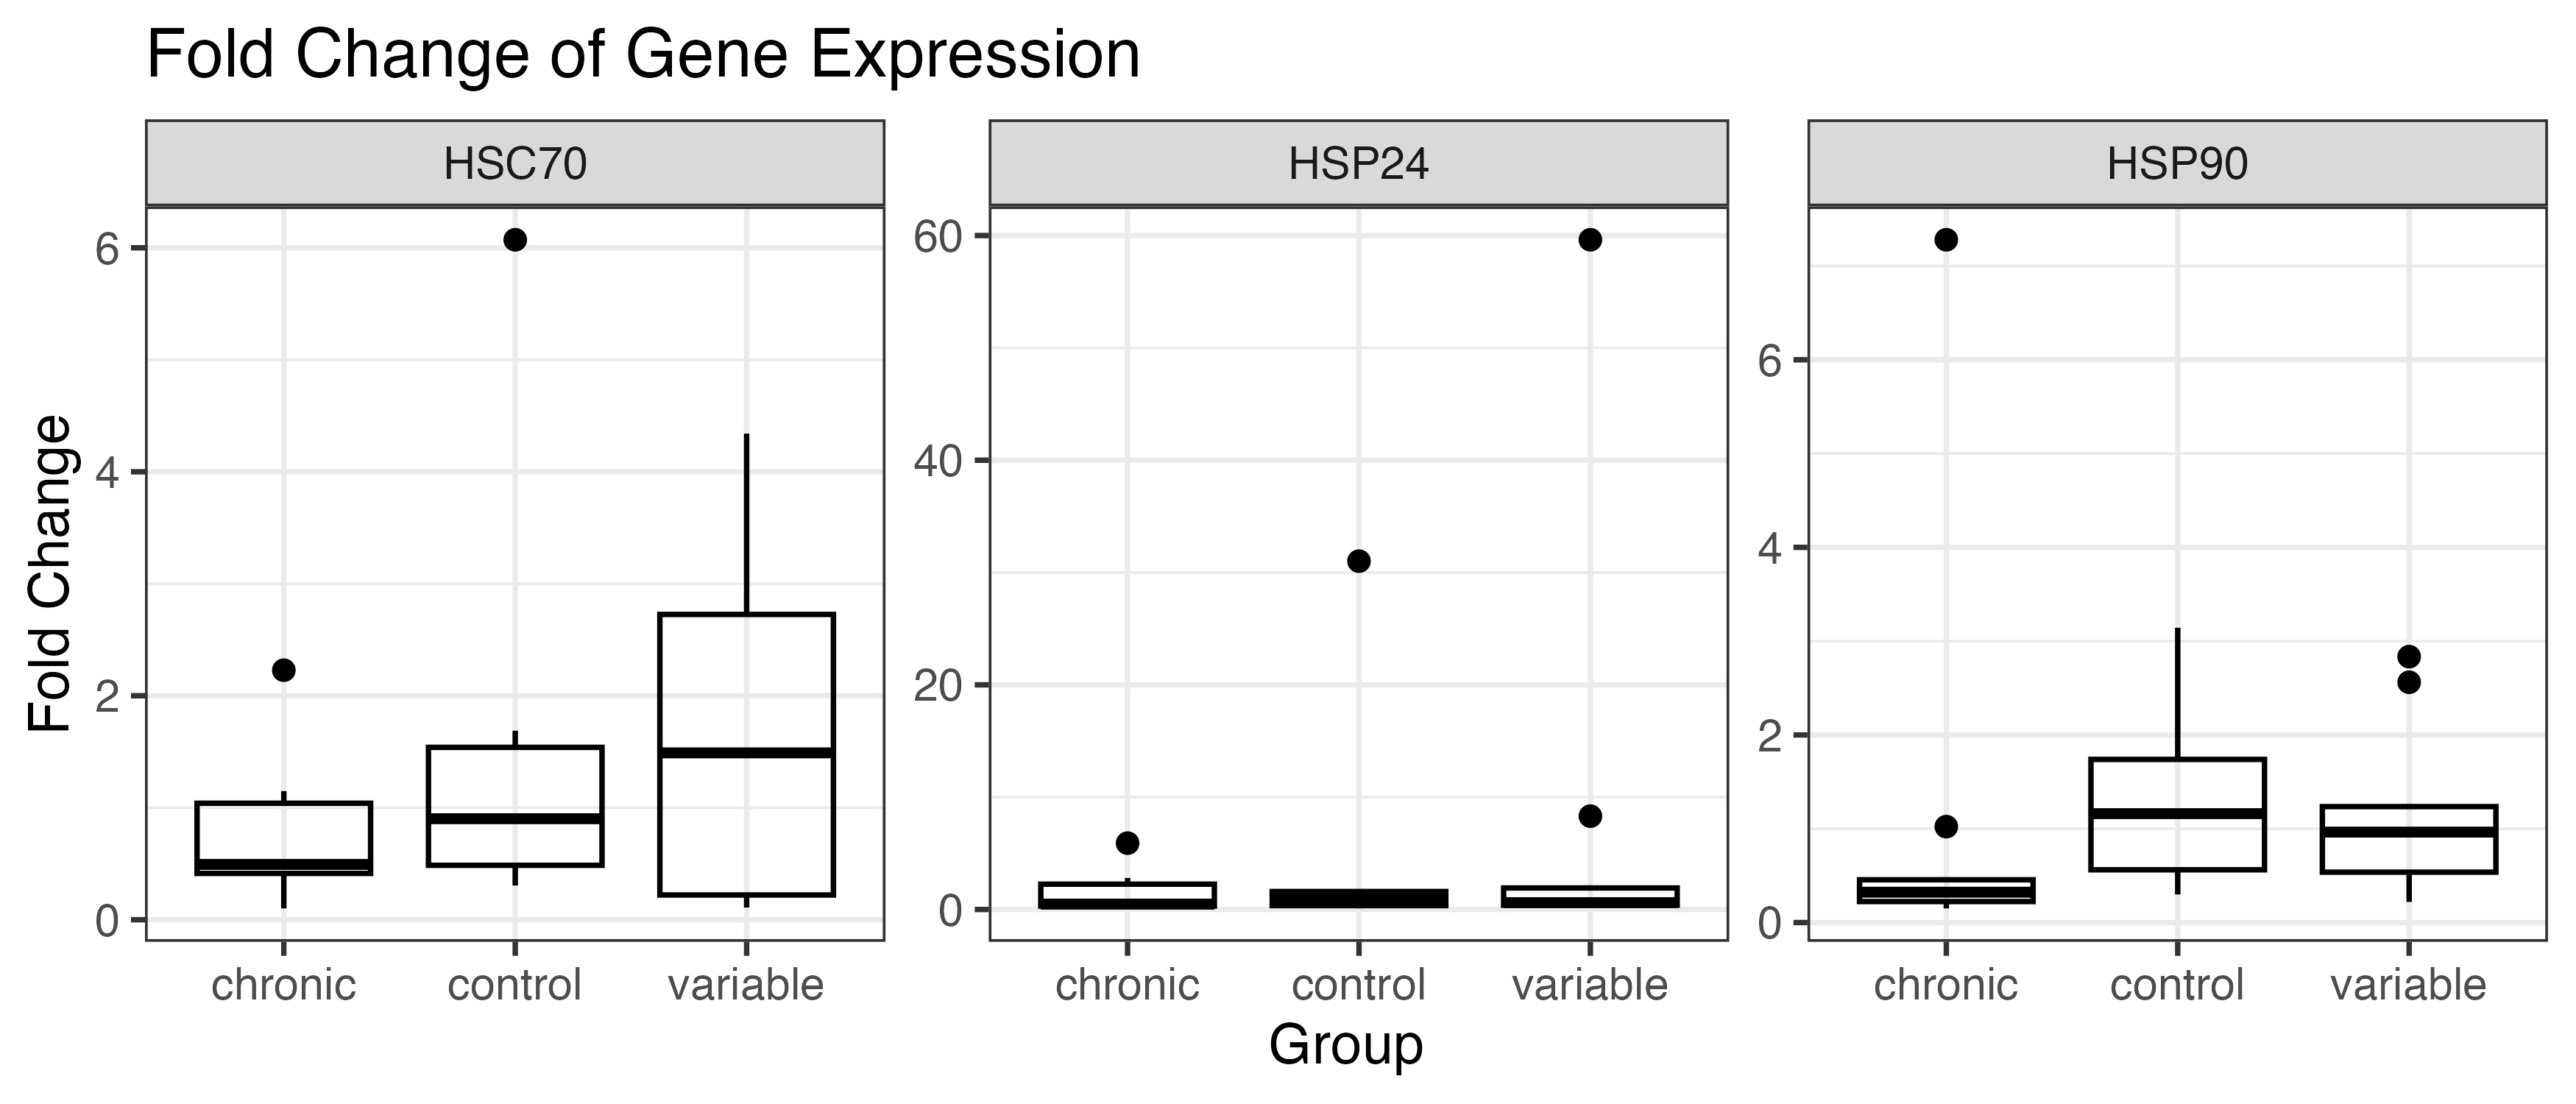 Fold Change of Gene Expression
HSC70 HSP24 HSP90
Fold Change
6
4
2
0
60
40
20
0
6
4
2
0
chronic control variable chronic control variable chronic control variable
Group